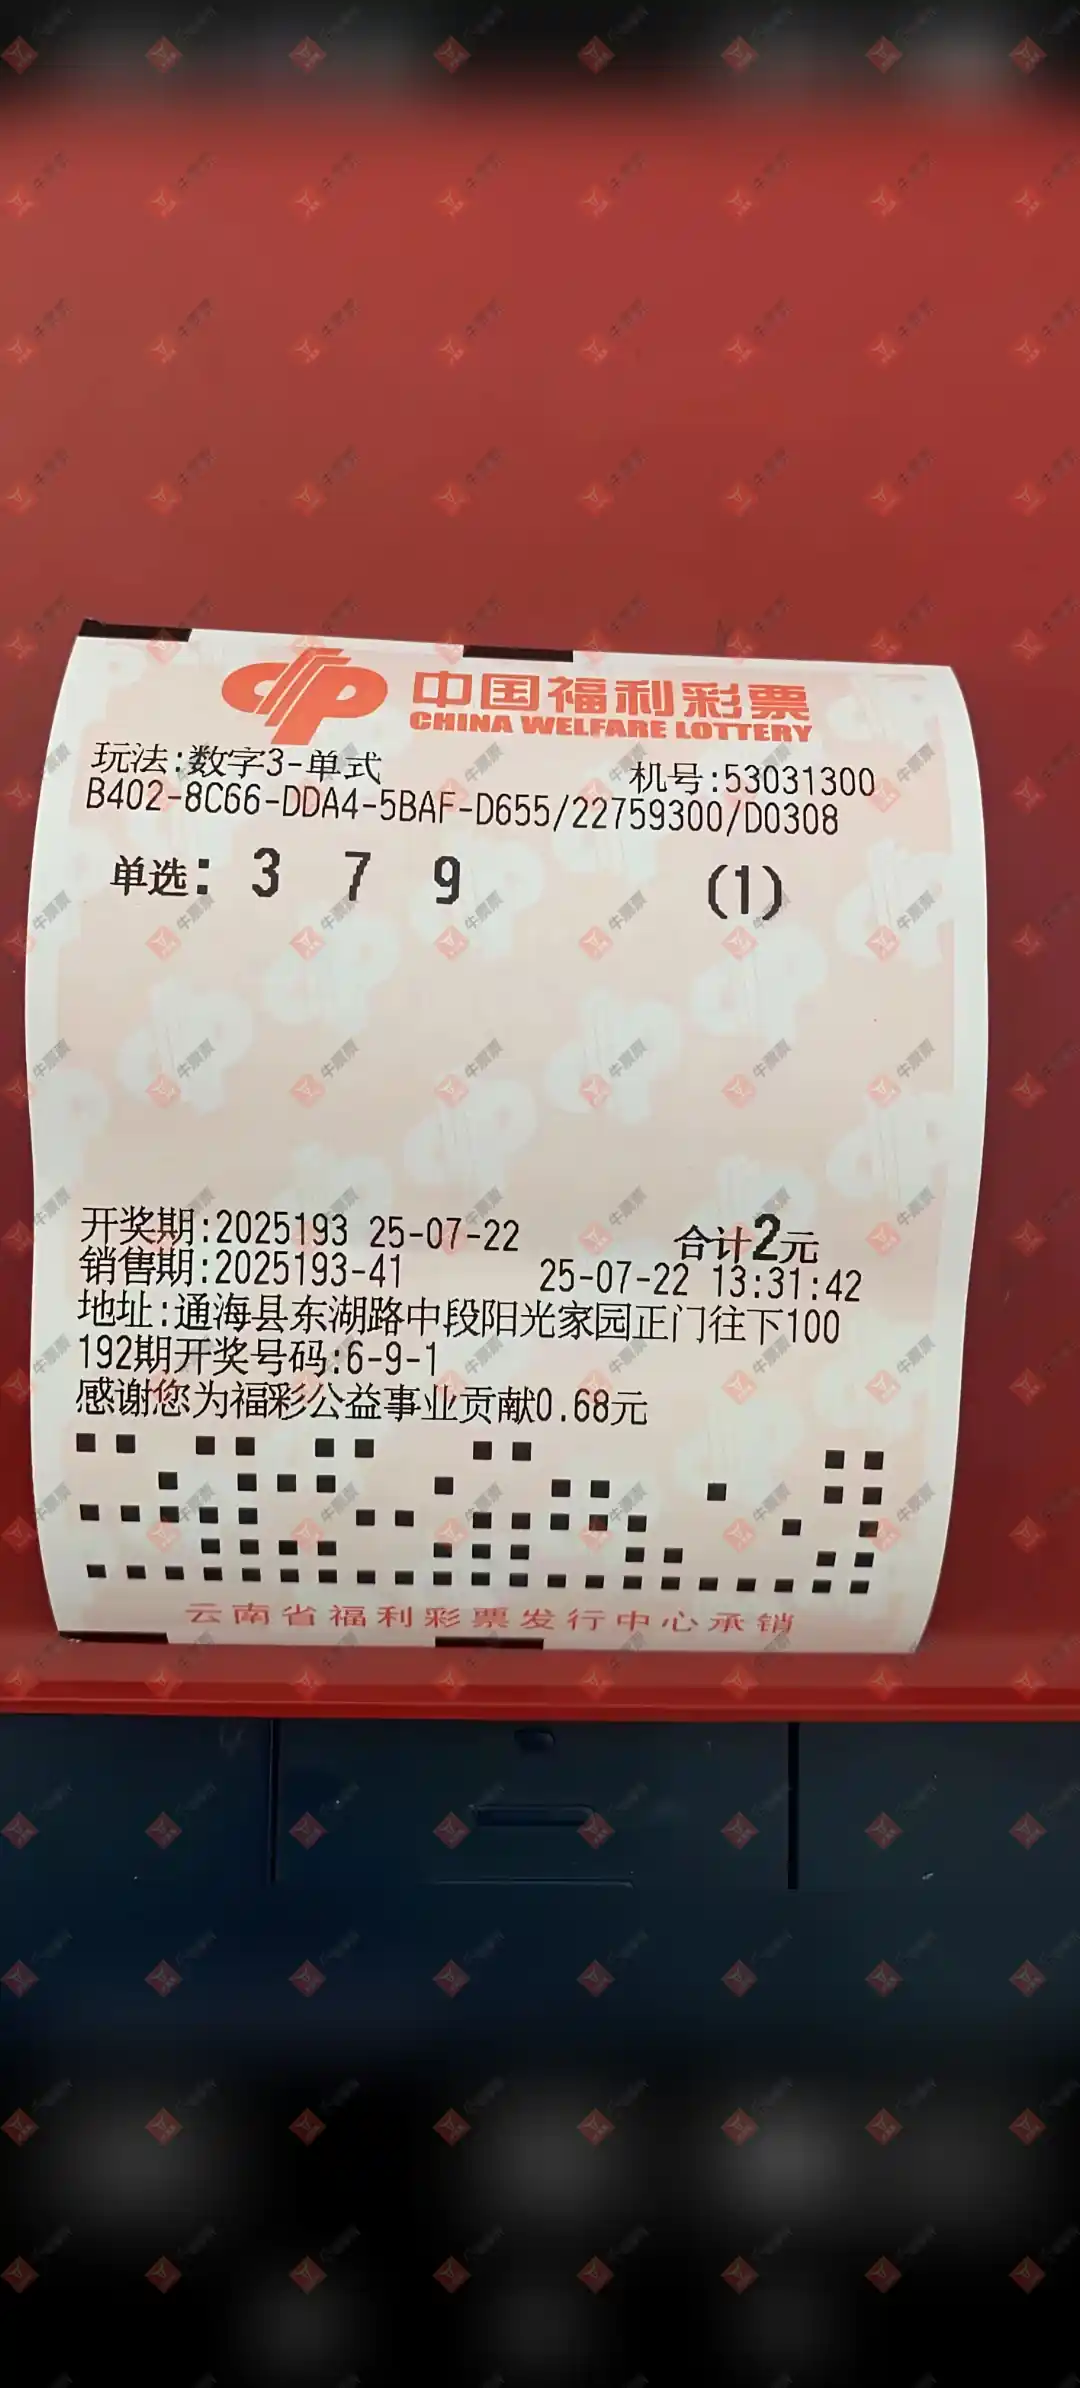 中国福利彩票
CHINA WELFARE LOTTERY
玩法:数字3-单式 机号:53031300
B402-8C66-DDA4-5BAF-D655/22759300/D0308
单选: 3 7 9 (1)
开奖期:2025193 25-07-22 合计2元
销售期:2025193-41 25-07-22 13:31:42
地址:通海县东湖路中段阳光家园正门往下100
192期开奖号码:6-9-1
感谢您为福彩公益事业贡献0.68元
云南省福利彩票发行中心承销
牛票票